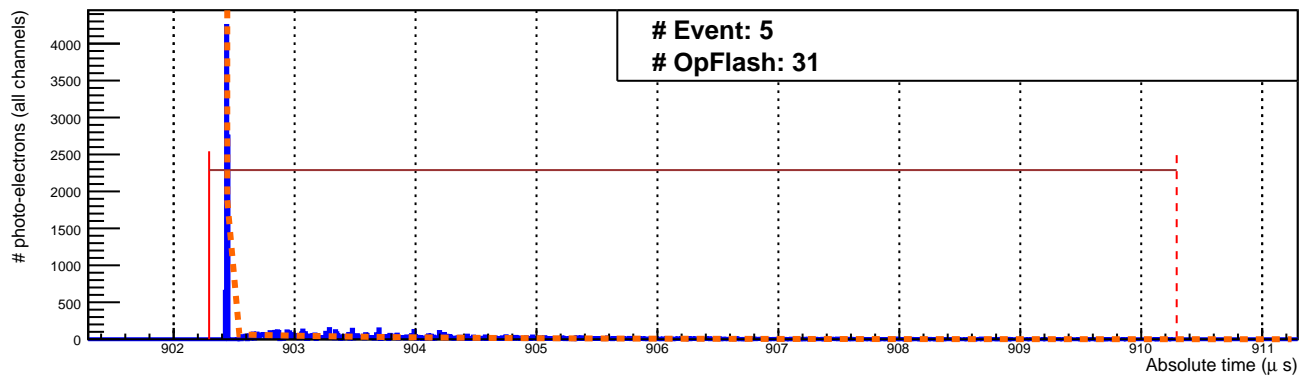 # Event: 5
# OpFlash: 31
# photo-electrons (all channels)
4000
3500
3000
2500
2000
1500
1000
500
0
902 903 904 905 906 907 908 909 910 911
Absolute time (μ s)